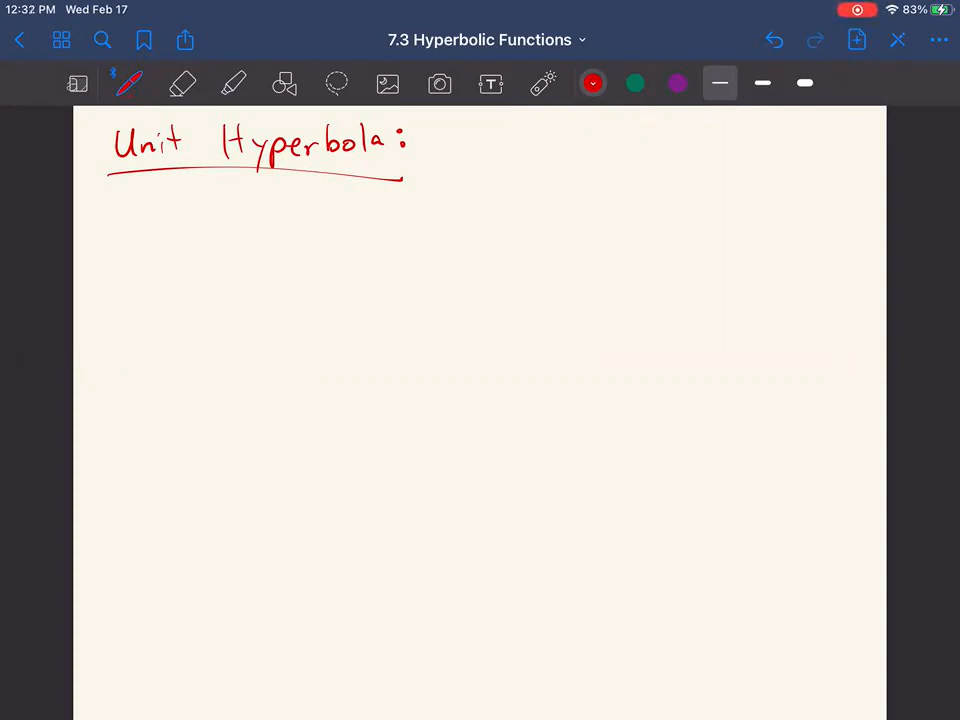 12:32 PM Wed Feb 17
83%
7.3 Hyperbolic Functions
T
Unit Hyperbola: